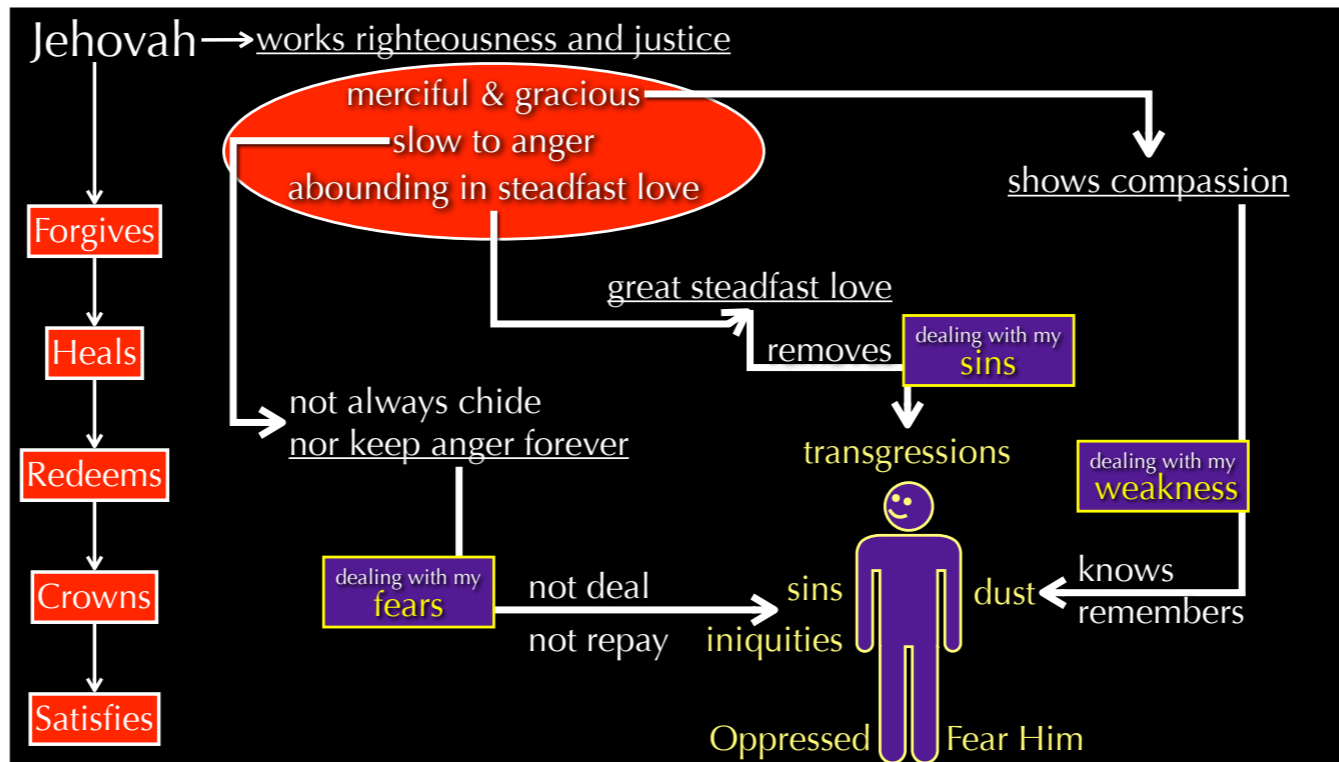 Jehovah works righteousness and justice
merciful & gracious
slow to anger
abounding in steadfast love
shows compassion
Forgives
great steadfast love
Heals
removes
dealing with my
sins
not always chide
nor keep anger forever
transgressions
Redeems
dealing with my
weakness
Crowns
dealing with my
fears
not deal
not repay
sins
iniquities
dust
knows
remembers
Satisfies
Oppressed
Fear Him